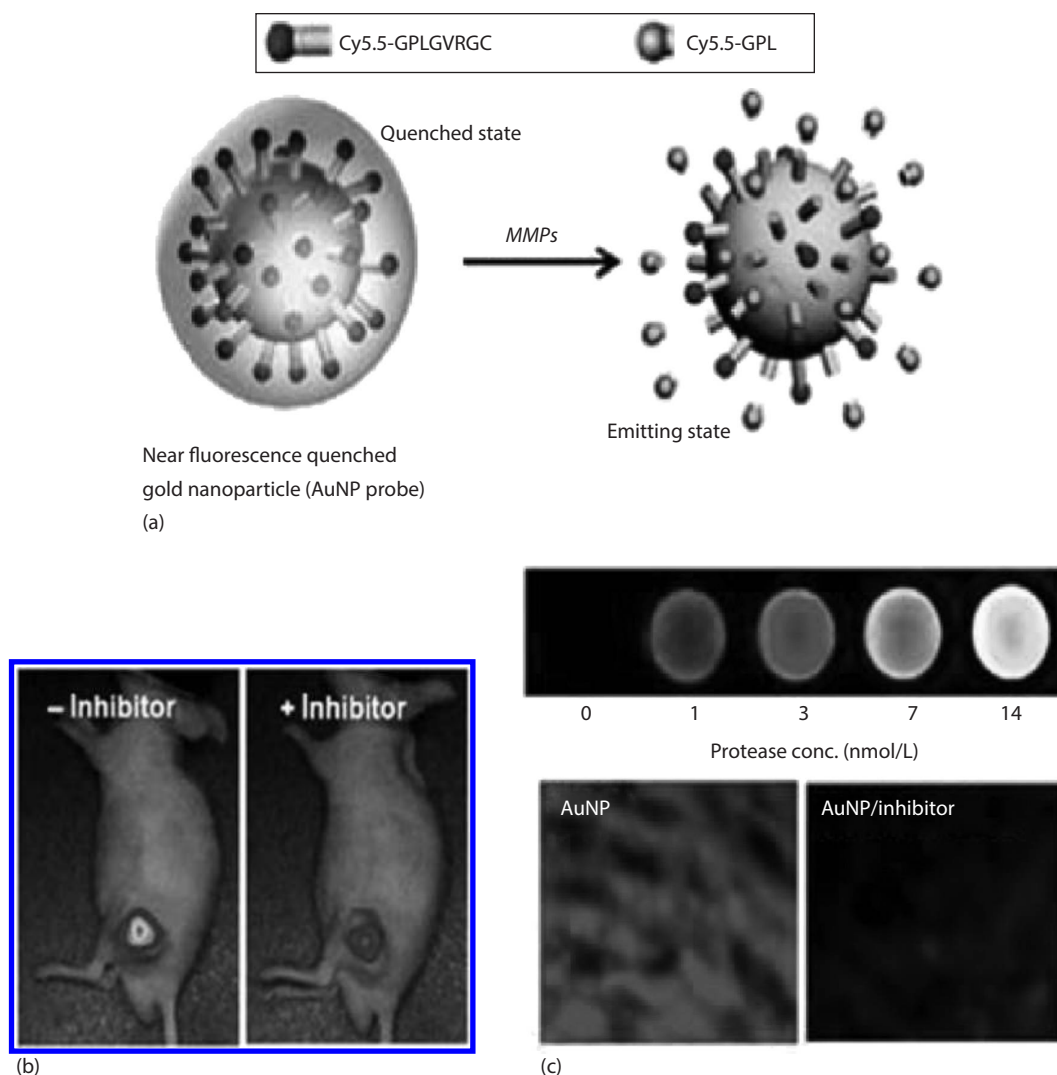 Cy5.5-GPLGVRGC
Cy5.5-GPL
Quenched state
MMPs
Emitting state
Near fluorescence quenched
gold nanoparticle (AuNP probe)
(a)
– Inhibitor
+ Inhibitor
(b)
0 1 3 7 14
Protease conc. (nmol/L)
AuNP
AuNP/inhibitor
(c)